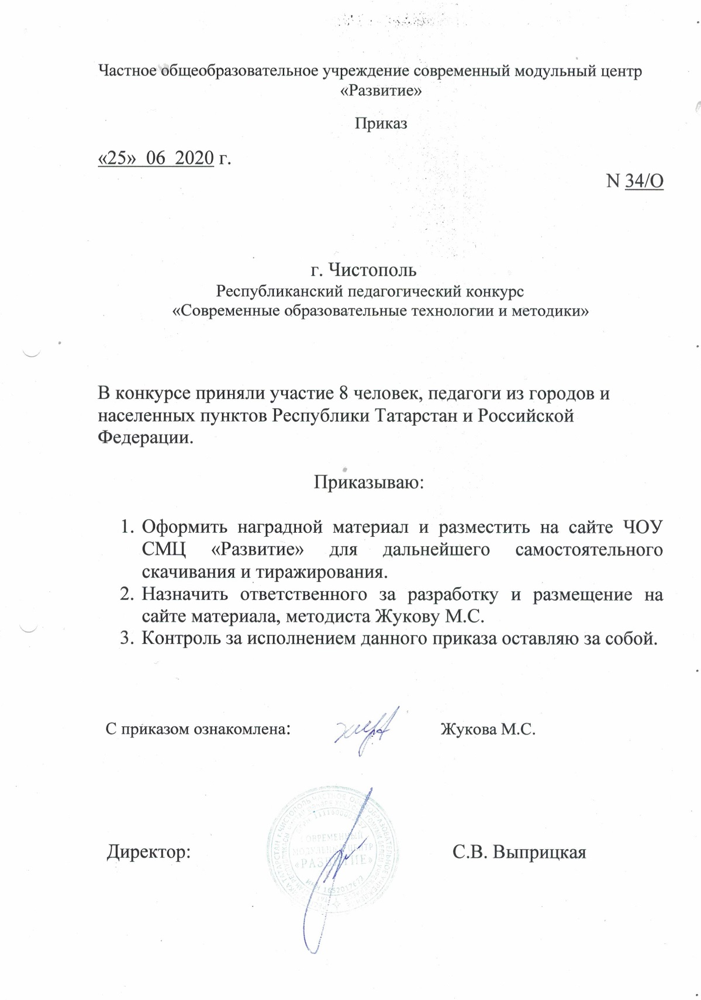 Частное общеобразовательное учреждение современный модульный центр
«Развитие»
Приказ
«25» 06 2020 г.
N 34/О
г. Чистополь
Республиканский педагогический конкурс
«Современные образовательные технологии и методики»
В конкурсе приняли участие 8 человек, педагоги из городов и
населенных пунктов Республики Татарстан и Российской
Федерации.
Приказываю:
1. Оформить наградной материал и разместить на сайте ЧОУ
СМЦ «Развитие» для дальнейшего самостоятельного
скачивания и тиражирования.
2. Назначить ответственного за разработку и размещение на
сайте материала, методиста Жукову М.С.
3. Контроль за исполнением данного приказа оставляю за собой.
С приказом ознакомлена: Жукова М.С.
СОВРЕМЕННЫЙ
МОДУЛЬНЫЙ ЦЕНТР
«РАЗВИТИЕ»
Директор: С.В. Выприцкая